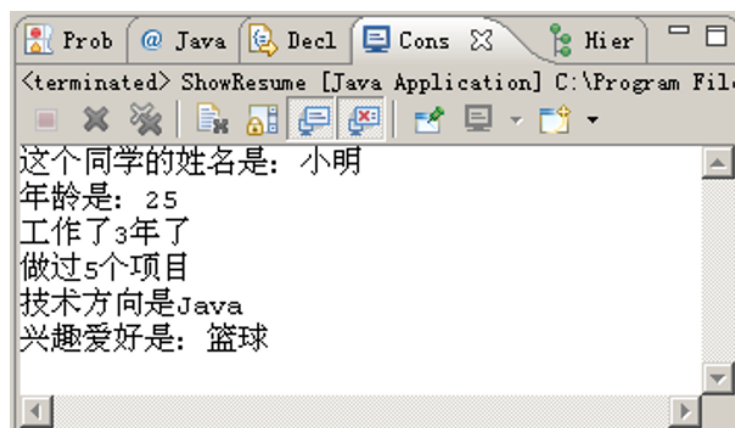 Prob @ Java Decl Cons Hier
<terminated> ShowResume [Java Application] C:\Program Fil
这个同学的姓名是：小明
年龄是：25
工作了3年了
做过5个项目
技术方向是Java
兴趣爱好是：篮球